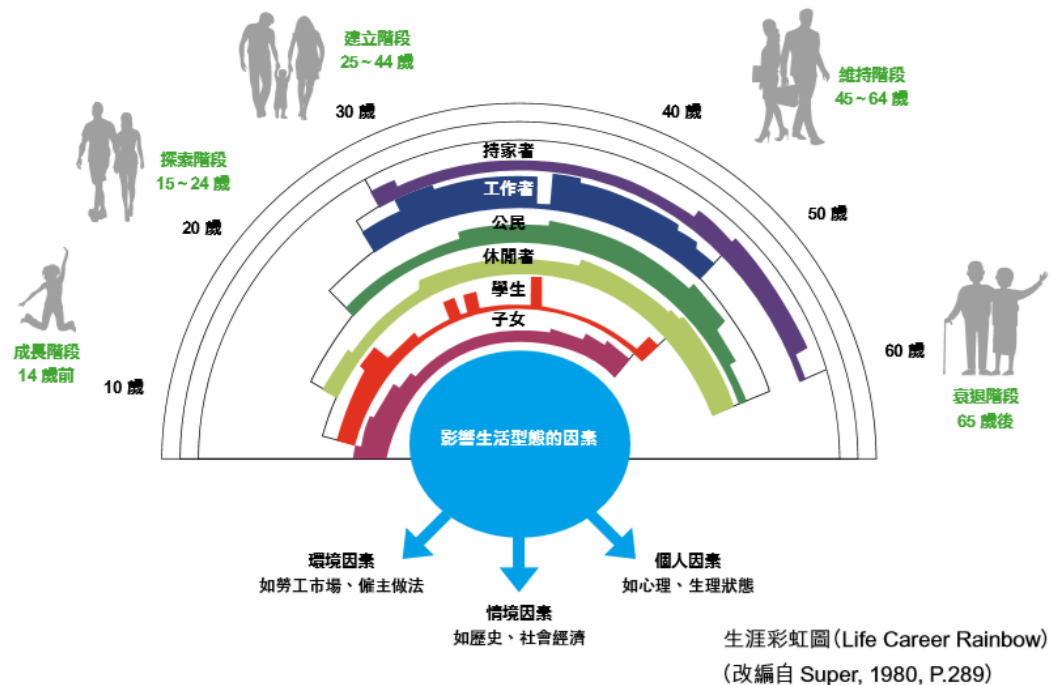 建立階段
25~44 歲
維持階段
45~64 歲
30 歲
40 歲
探索階段
15~24 歲
持家者
工作者
20 歲
50 歲
公民
休閒者
學生
子女
成長階段
14 歲前
10 歲
60 歲
衰退階段
65 歲後
影響生活型態的因素
環境因素
如勞工市場、僱主做法
個人因素
如心理、生理狀態
情境因素
如歷史、社會經濟
生涯彩虹圖(Life Career Rainbow)
(改編自 Super, 1980, P.289)